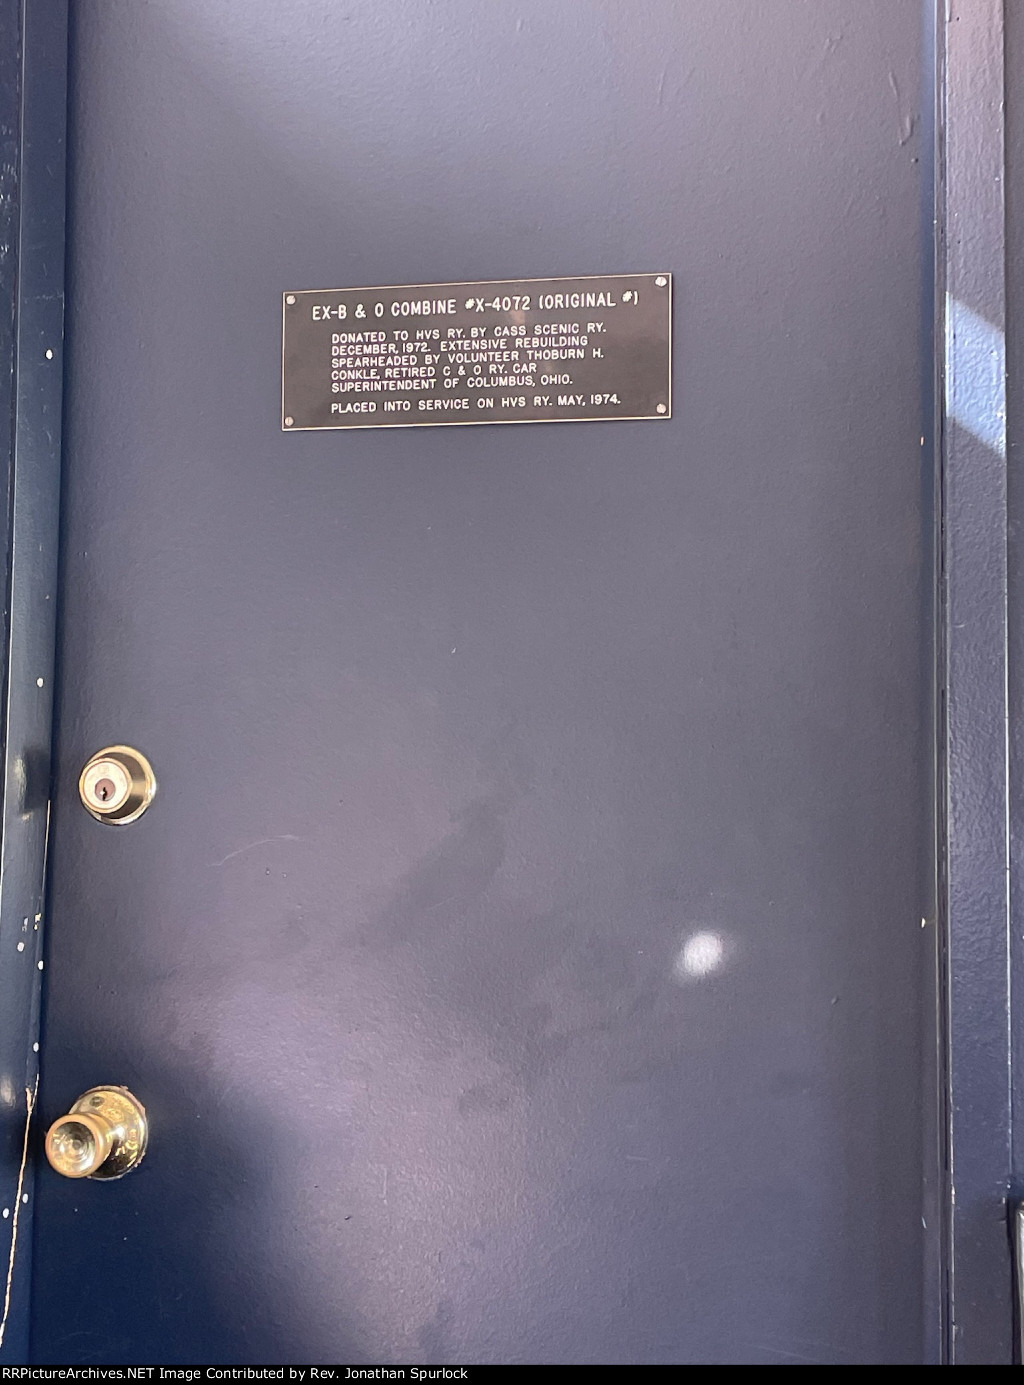 EX-B & O COMBINE #X-4072 (ORIGINAL #)
DONATED TO HVS RY. BY CASS SCENIC RY.
DECEMBER, 1972. EXTENSIVE REBUILDING
SPEARHEADED BY VOLUNTEER THOBURN H.
CONKLE, RETIRED C & O RY. CAR
SUPERINTENDENT OF COLUMBUS, OHIO.
PLACED INTO SERVICE ON HVS RY. MAY, 1974.
RRPictureArchives.NET Image Contributed by Rev. Jonathan Spurlock